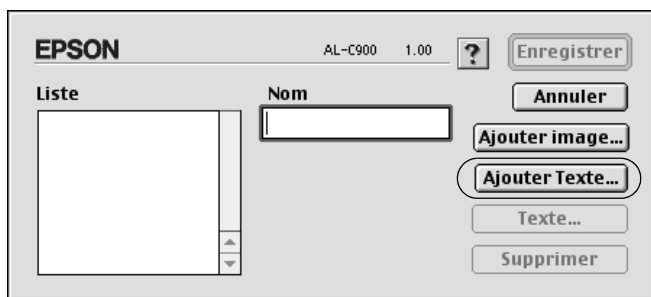 EPSON AL-C900 1.00 ? Enregistrer
Liste
Nom
Annuler
Ajouter image...
Ajouter Texte...
Texte...
Supprimer